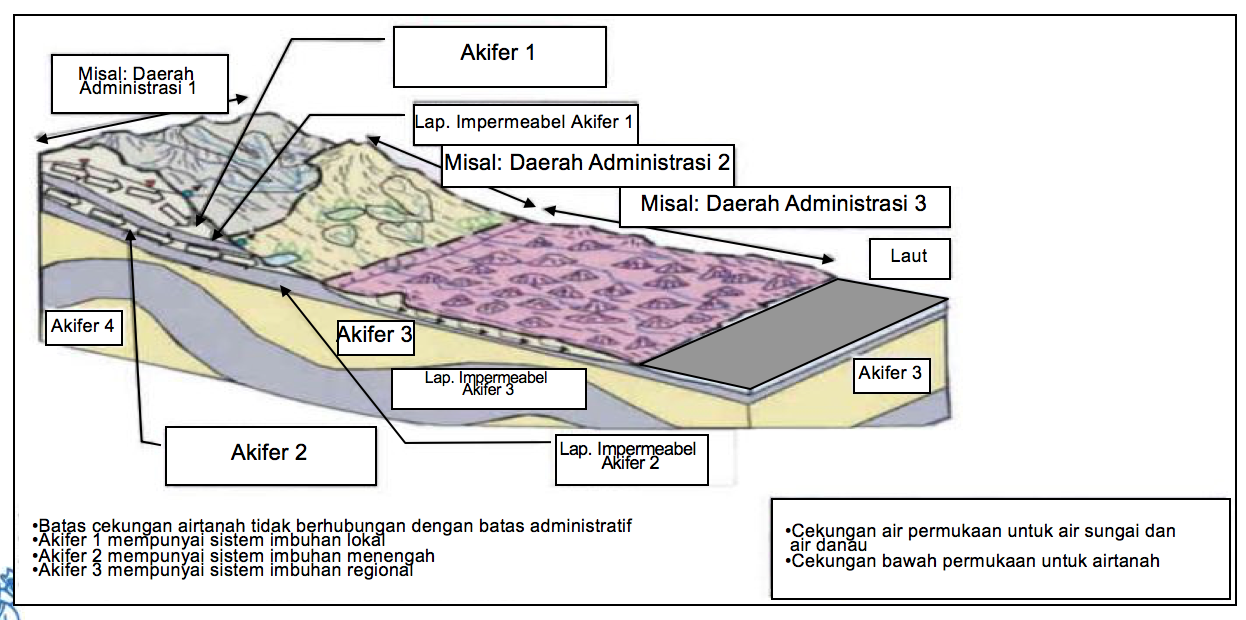 Akifer 1
Misal: Daerah
Administrasi 1
Lap. Impermeabel Akifer 1
Misal: Daerah Administrasi 2
Misal: Daerah Administrasi 3
Laut
Akifer 4
Akifer 3
Akifer 3
Lap. Impermeabel
Akifer 3
Akifer 2
Lap. Impermeabel
Akifer 2
•Batas cekungan airtanah tidak berhubungan dengan batas administratif
•Akifer 1 mempunyai sistem imbuhan lokal
•Akifer 2 mempunyai sistem imbuhan menengah
•Akifer 3 mempunyai sistem imbuhan regional
•Cekungan air permukaan untuk air sungai dan
air danau
•Cekungan bawah permukaan untuk airtanah